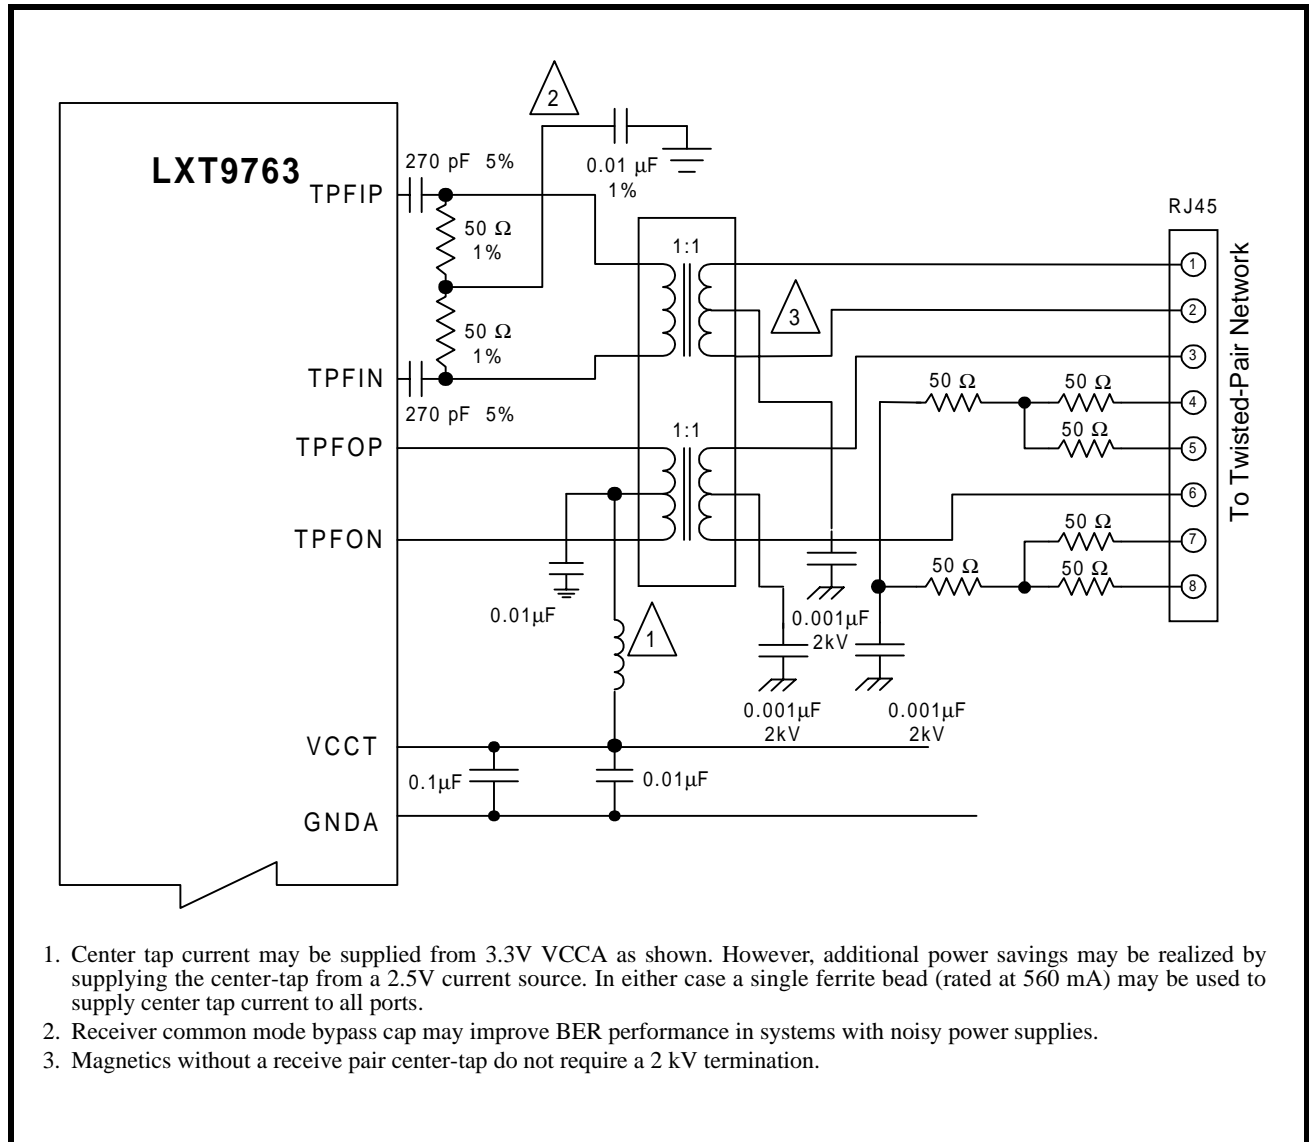 2
LXT9763
270 pF 5%
0.01 µF
1%
TPFIP
RJ45
50 Ω
1%
1:1
1
3
2
50 Ω
1%
3
TPFIN
50 Ω
50 Ω
4
270 pF 5%
1:1
50 Ω
5
TPFOP
6
To Twisted-Pair Network
50 Ω
TPFON
7
50 Ω
50 Ω
8
0.01µF
1
0.001µF
2kV
0.001µF
2kV
0.001µF
2kV
VCCT
0.1µF
0.01µF
GNDA
1. Center tap current may be supplied from 3.3V VCCA as shown. However, additional power savings may be realized by
supplying the center-tap from a 2.5V current source. In either case a single ferrite bead (rated at 560 mA) may be used to
supply center tap current to all ports.
2. Receiver common mode bypass cap may improve BER performance in systems with noisy power supplies.
3. Magnetics without a receive pair center-tap do not require a 2 kV termination.